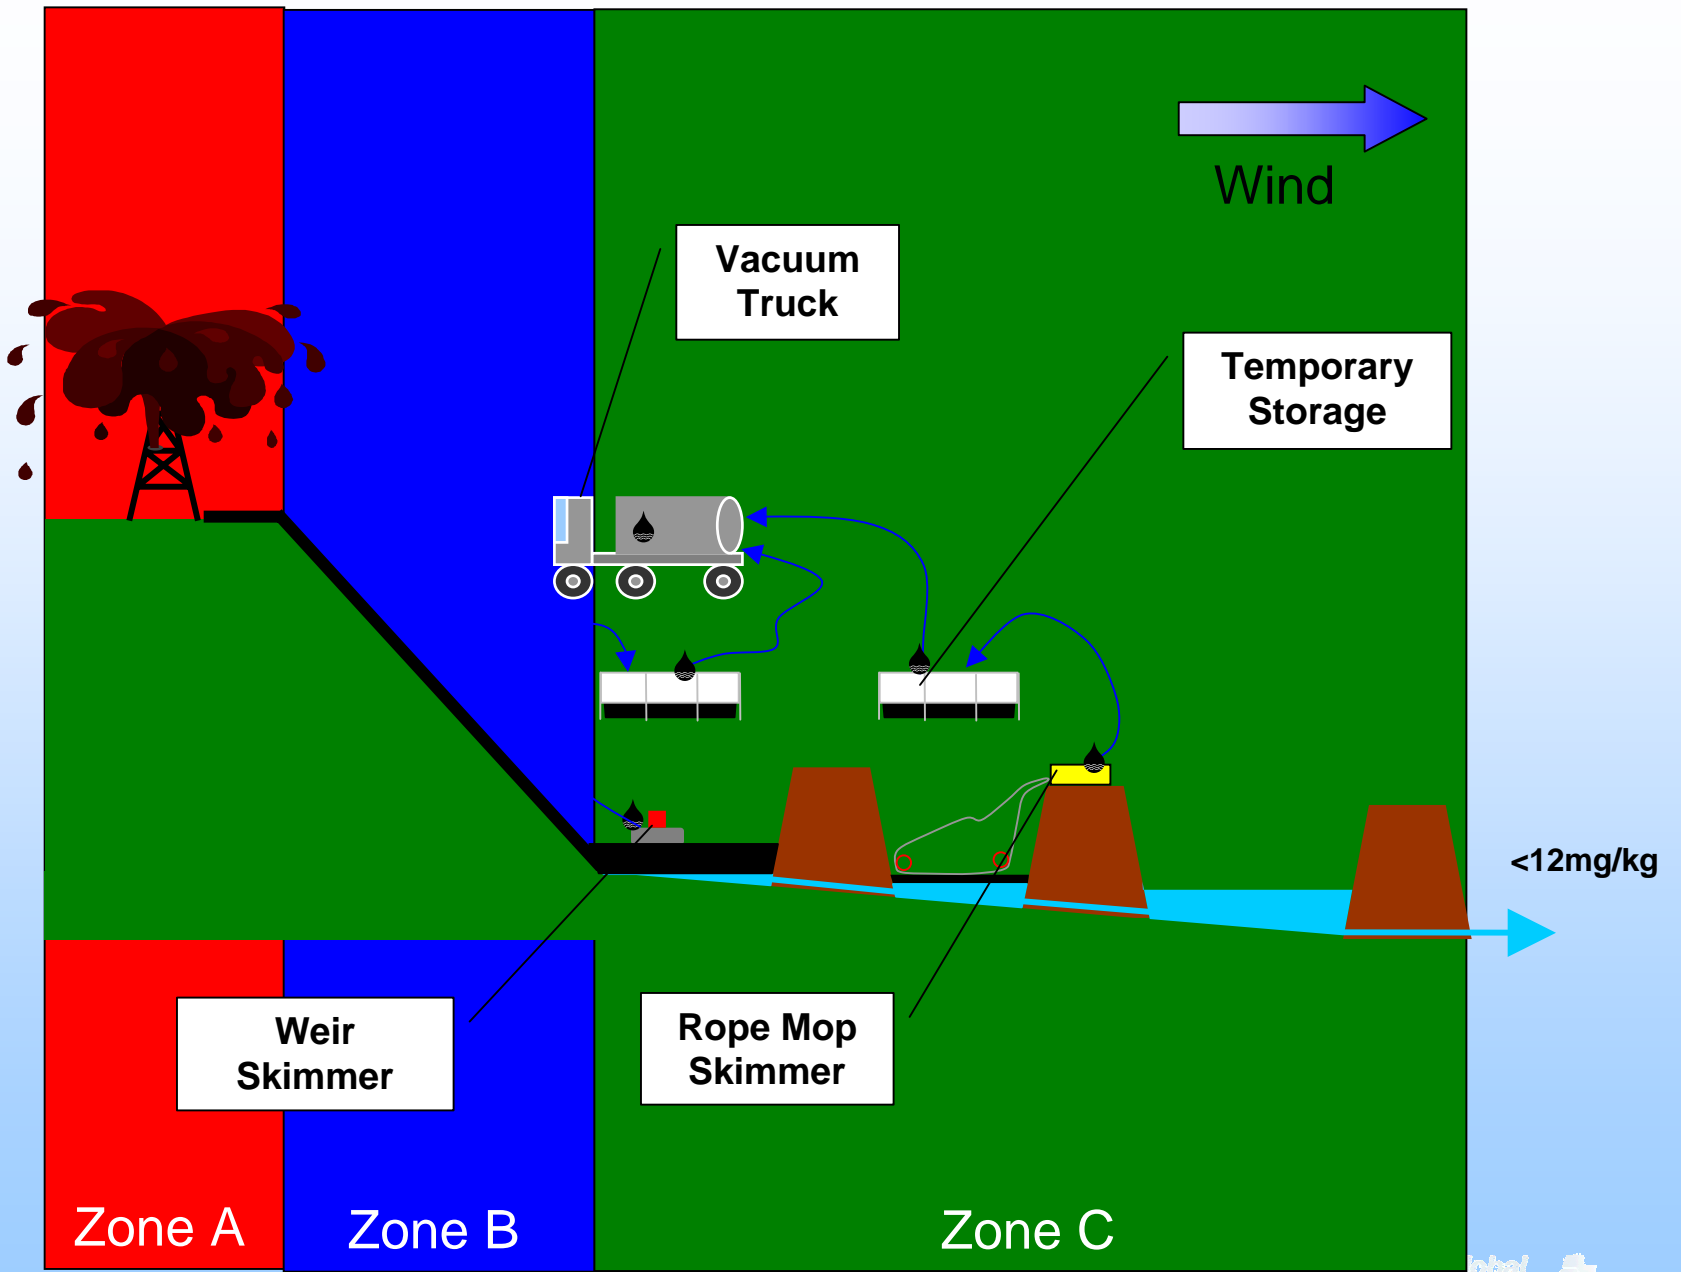 Wind
Vacuum
Truck
Temporary
Storage
<12mg/kg
Weir
Skimmer
Rope Mop
Skimmer
Zone A
Zone B
Zone C